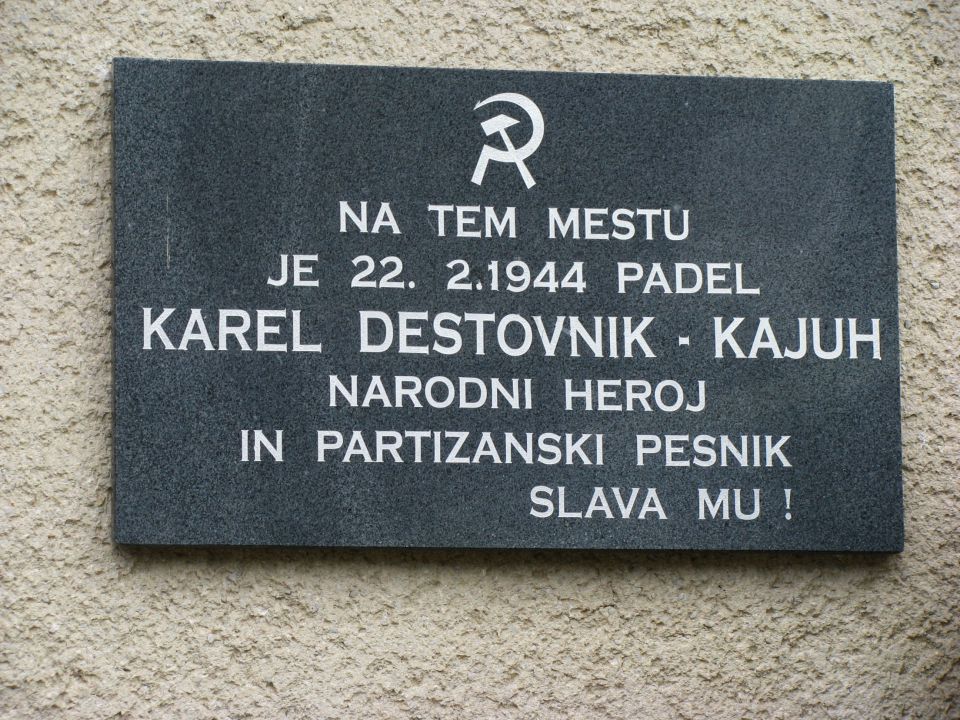 NA TEM MESTU
JE 22. 2.1944 PADEL
KAREL DESTOVNIK - KAJUH
NARODNI HEROJ
IN PARTIZANSKI PESNIK
SLAVA MU !